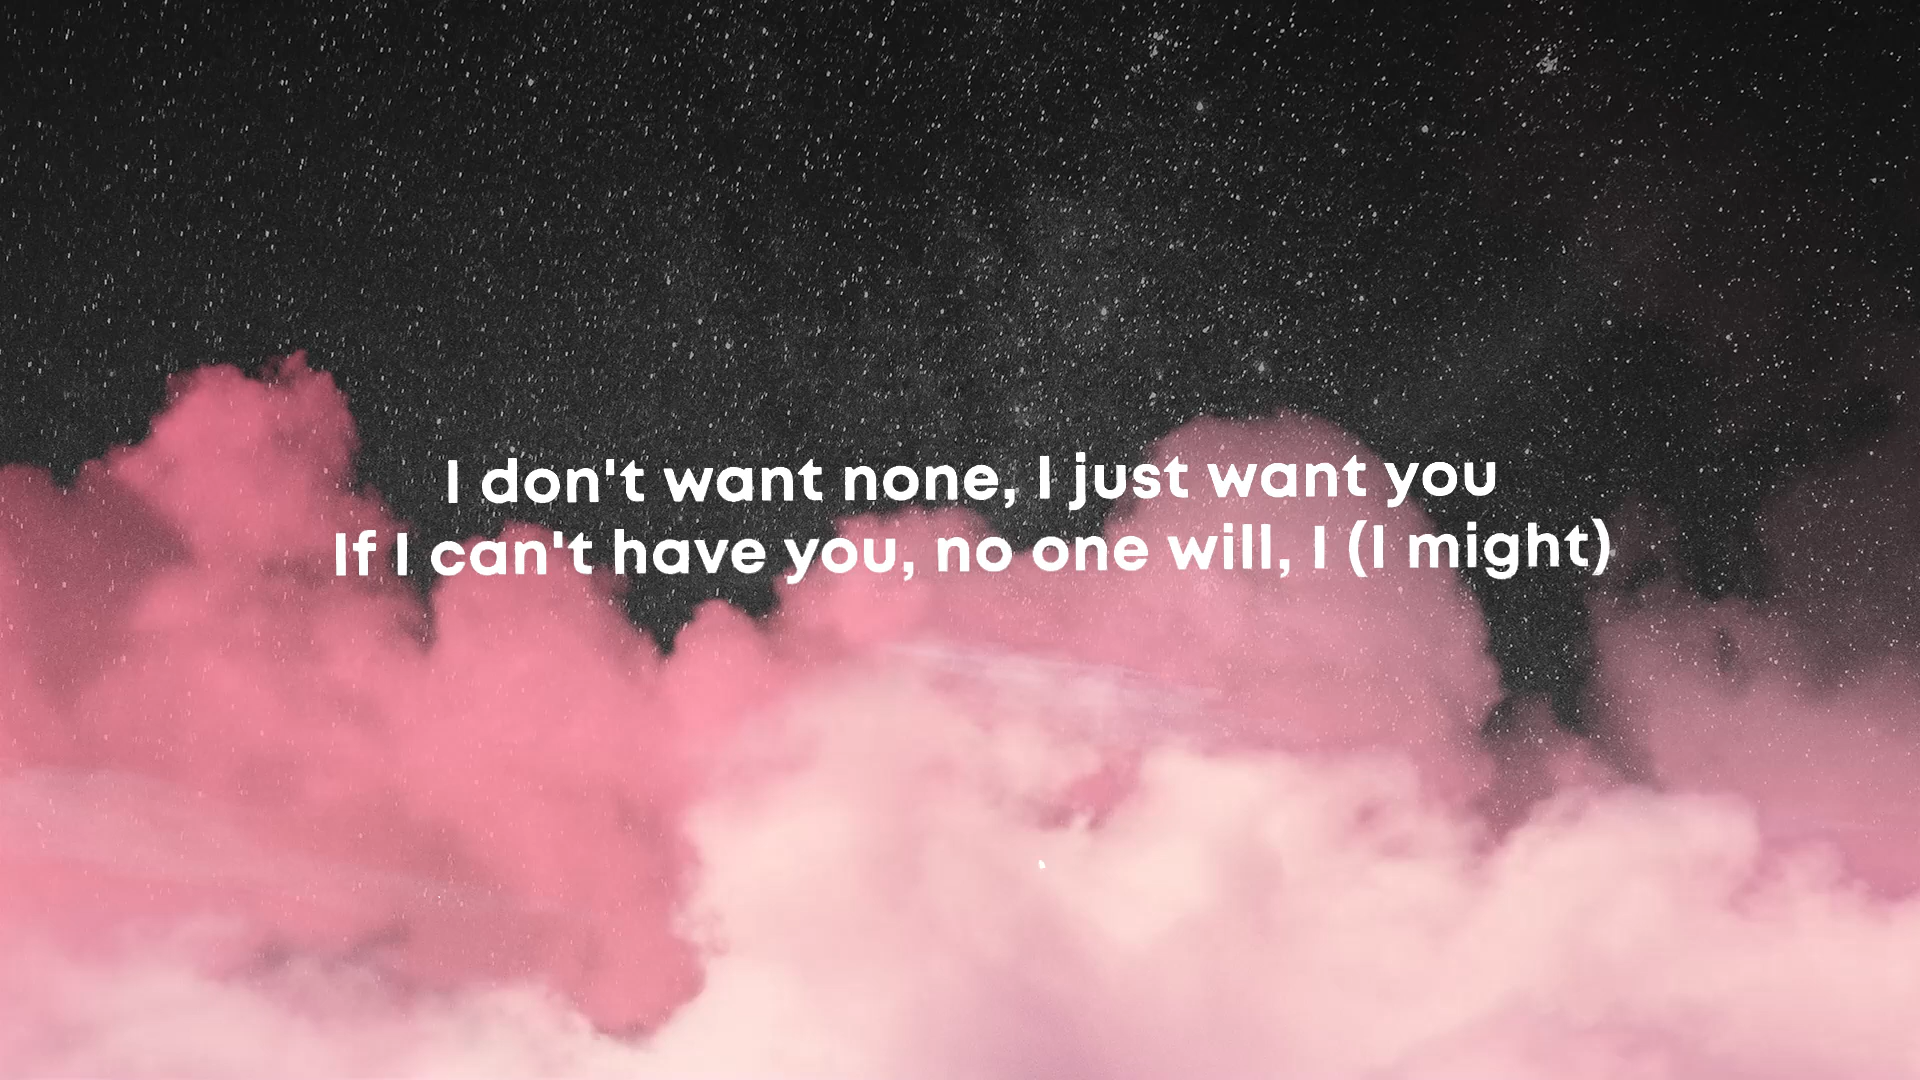 I don't want none, I just want you
If I can't have you, no one will, I (I might)